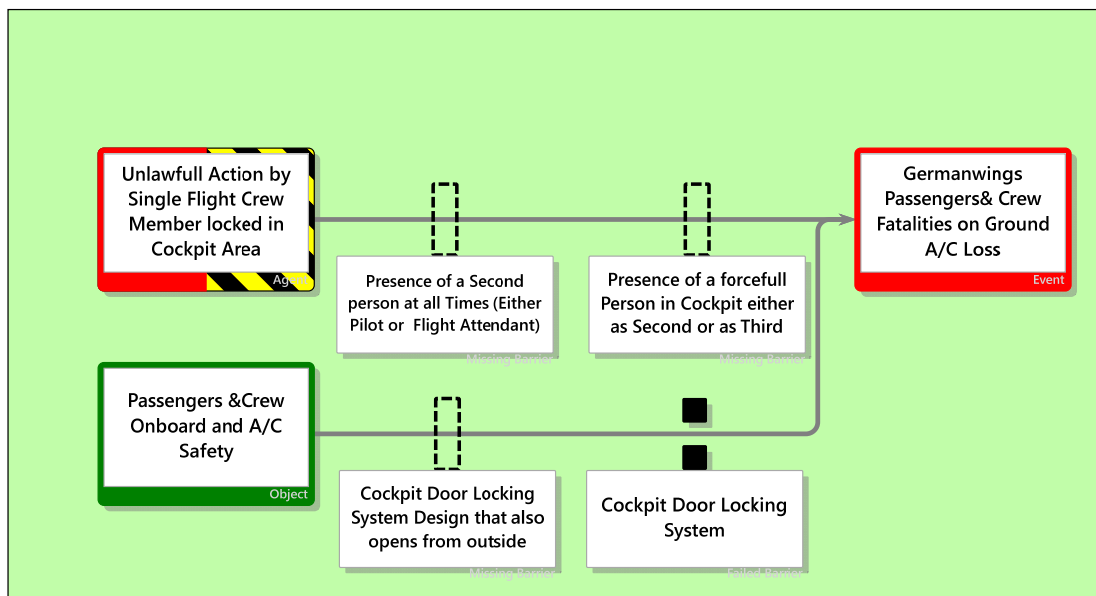 Unlawfull Action by
Single Flight Crew
Member locked in
Cockpit Area
Agent
Germanwings
Passengers& Crew
Fatalities on Ground
A/C Loss
Event
Presence of a Second
person at all Times (Either
Pilot or Flight Attendant)
Missing Barrier
Presence of a forcefull
Person in Cockpit either
as Second or as Third
Missing Barrier
Passengers &Crew
Onboard and A/C
Safety
Object
Cockpit Door Locking
System Design that also
opens from outside
Missing Barrier
Cockpit Door Locking
System
Failed Barrier